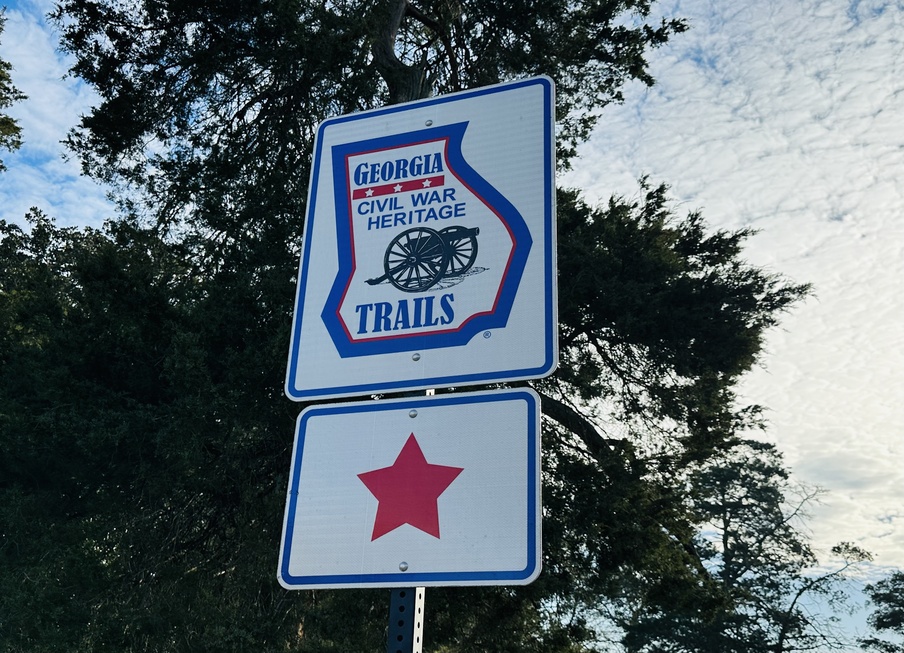 GEORGIA
CIVIL WAR
HERITAGE
TRAILS
®